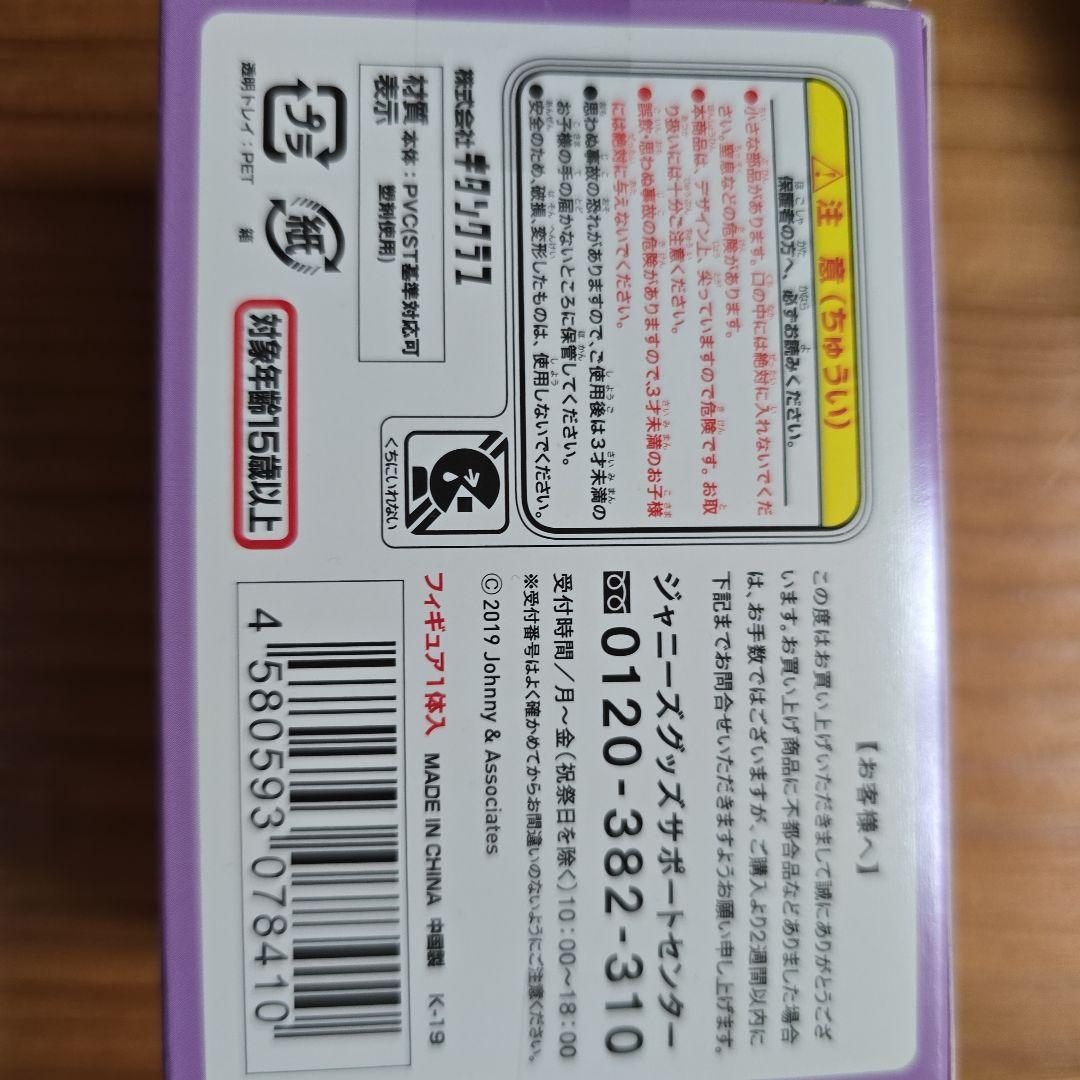 ⚠注 意(ちゅうい)
保護者の方へ、必ずお読みください。
●小さな部品があります。口の中には絶対に入れないでくだ
さい。窒息などの危険があります。
●本商品は、デザイン上、尖っていますので危険です。お取
り扱いには十分ご注意ください。
●誤飲・思わぬ事故の危険がありますので、3才未満のお子様
には絶対に与えないでください。
●思わぬ事故の恐れがありますので、ご使用後は3才未満の
お子様の手の届かないところに保管してください。
●安全のため、破損、変形したものは、使用しないでください。
くちにいれない
株式会社キタンクラブ
材質
表示
本体:PVC(ST基準対応可
塑剤使用)
プラ
透明トレイ:PET
紙
箱
対象年齢15歳以上
【お客様へ】
この度はお買い上げいただきまして誠にありがとうござ
います。お買い上げ商品に不都合品などありました場合
は、お手数ではございますが、ご購入より2週間以内に
下記までお問合せいただきますようお願い申し上げます。
ジャニーズグッズサポートセンター
0120-382-310
受付時間/月~金(祝祭日を除く)10:00~18:00
※受付番号はよく確かめてからお間違いのないようにご注意ください。
© 2019 Johnny & Associates
フィギュア1体入 MADE IN CHINA 中国製 K-19
4 580593 078410